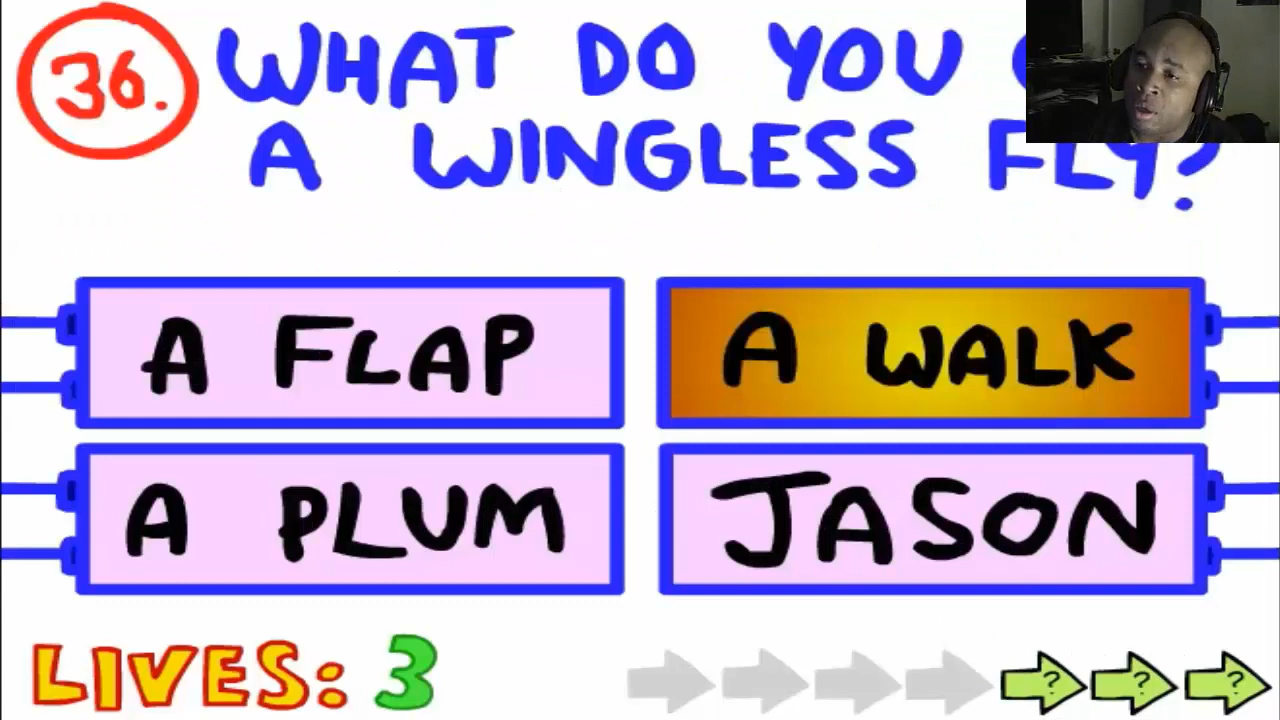 36.
WHAT DO YOU
A WINGLESS FLY?
A FLAP
A WALK
A PLUM
JASON
LIVES: 3
? ? ?